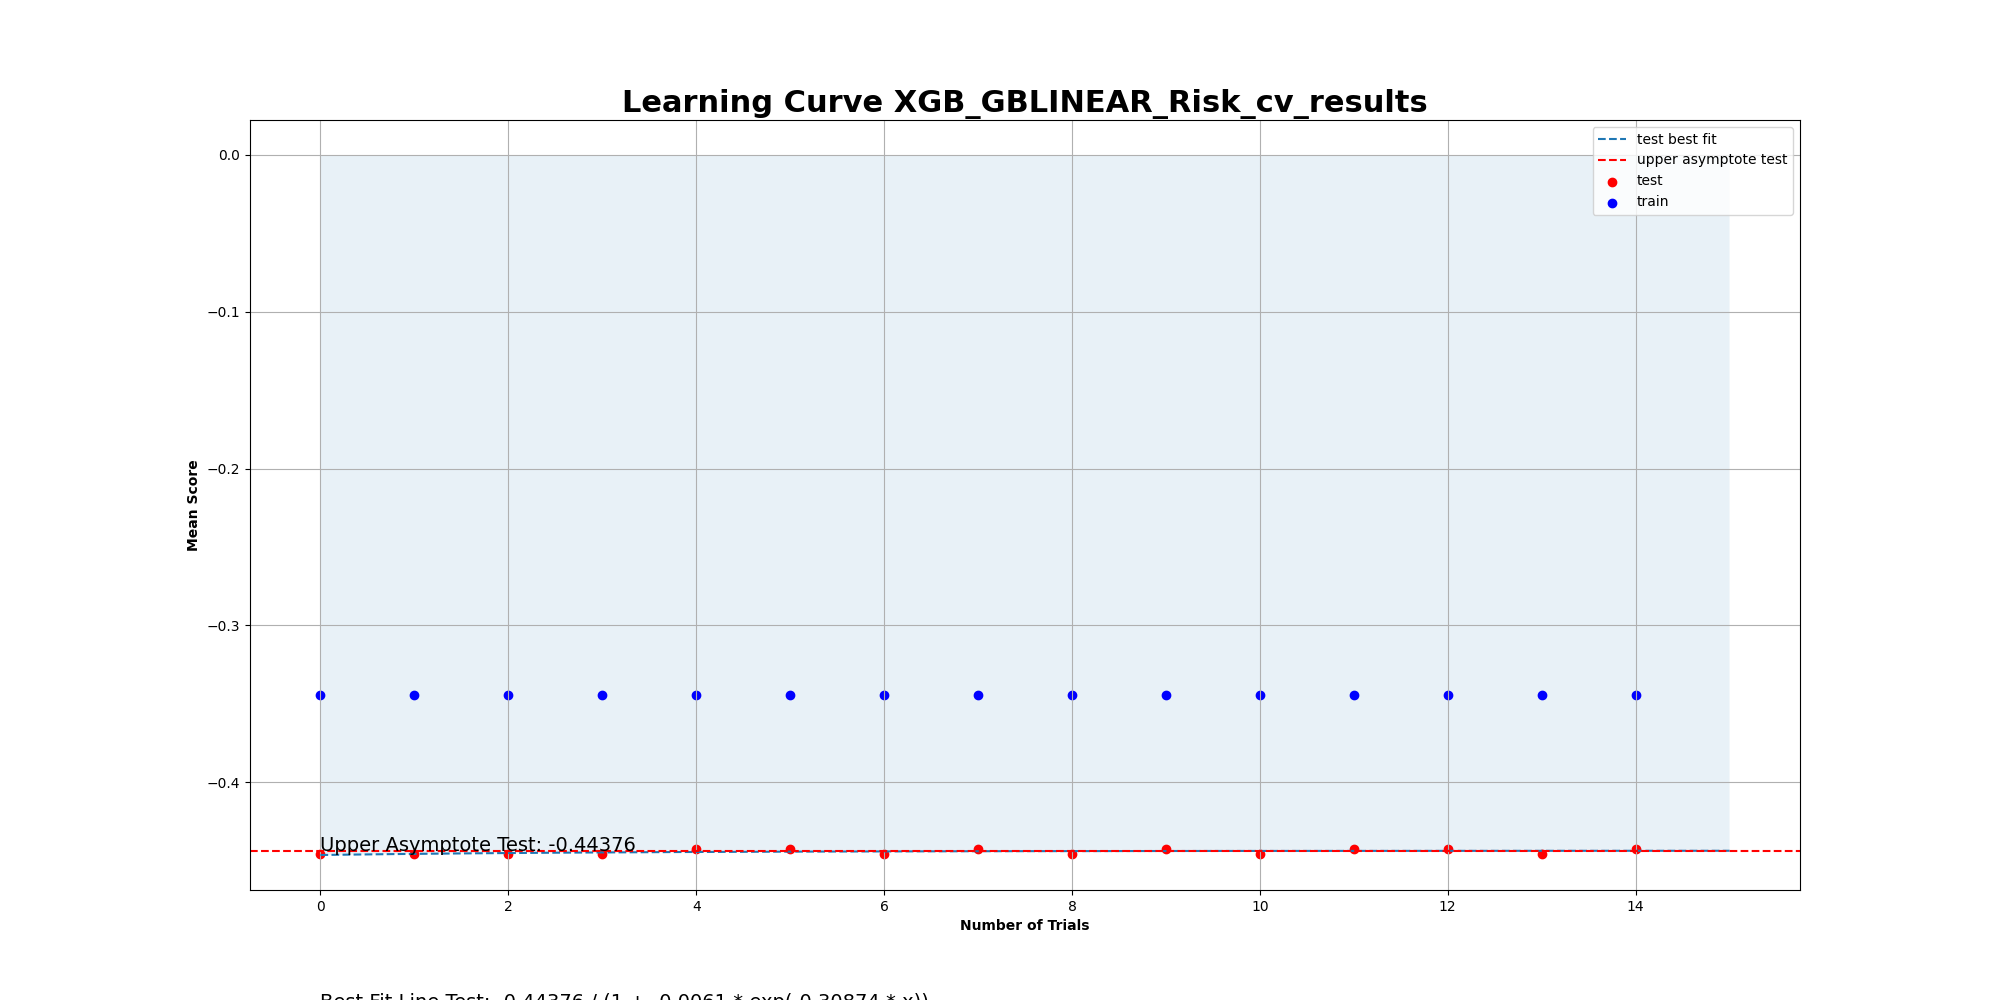 Learning Curve XGB_GBLINEAR_Risk_cv_results
test best fit
upper asymptote test
test
train
0.0
−0.1
−0.2
−0.3
−0.4
Mean Score
Upper Asymptote Test: -0.44376
0 2 4 6 8 10 12 14
Number of Trials
Best Fit Line Test: -0.44376 / (1 + -0.0061 * exp(-0.30874 * x))